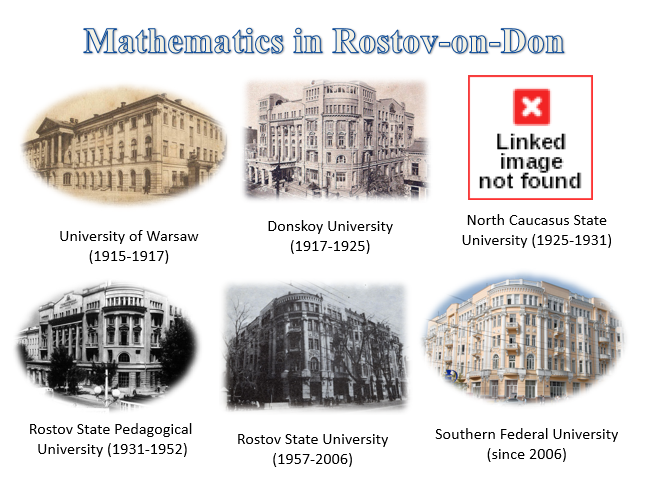 Mathematics in Rostov-on-Don
Linked
image
not found
University of Warsaw
(1915-1917)
Donskoy University
(1917-1925)
North Caucasus State
University (1925-1931)
Rostov State Pedagogical
University (1931-1952)
Rostov State University
(1957-2006)
Southern Federal University
(since 2006)